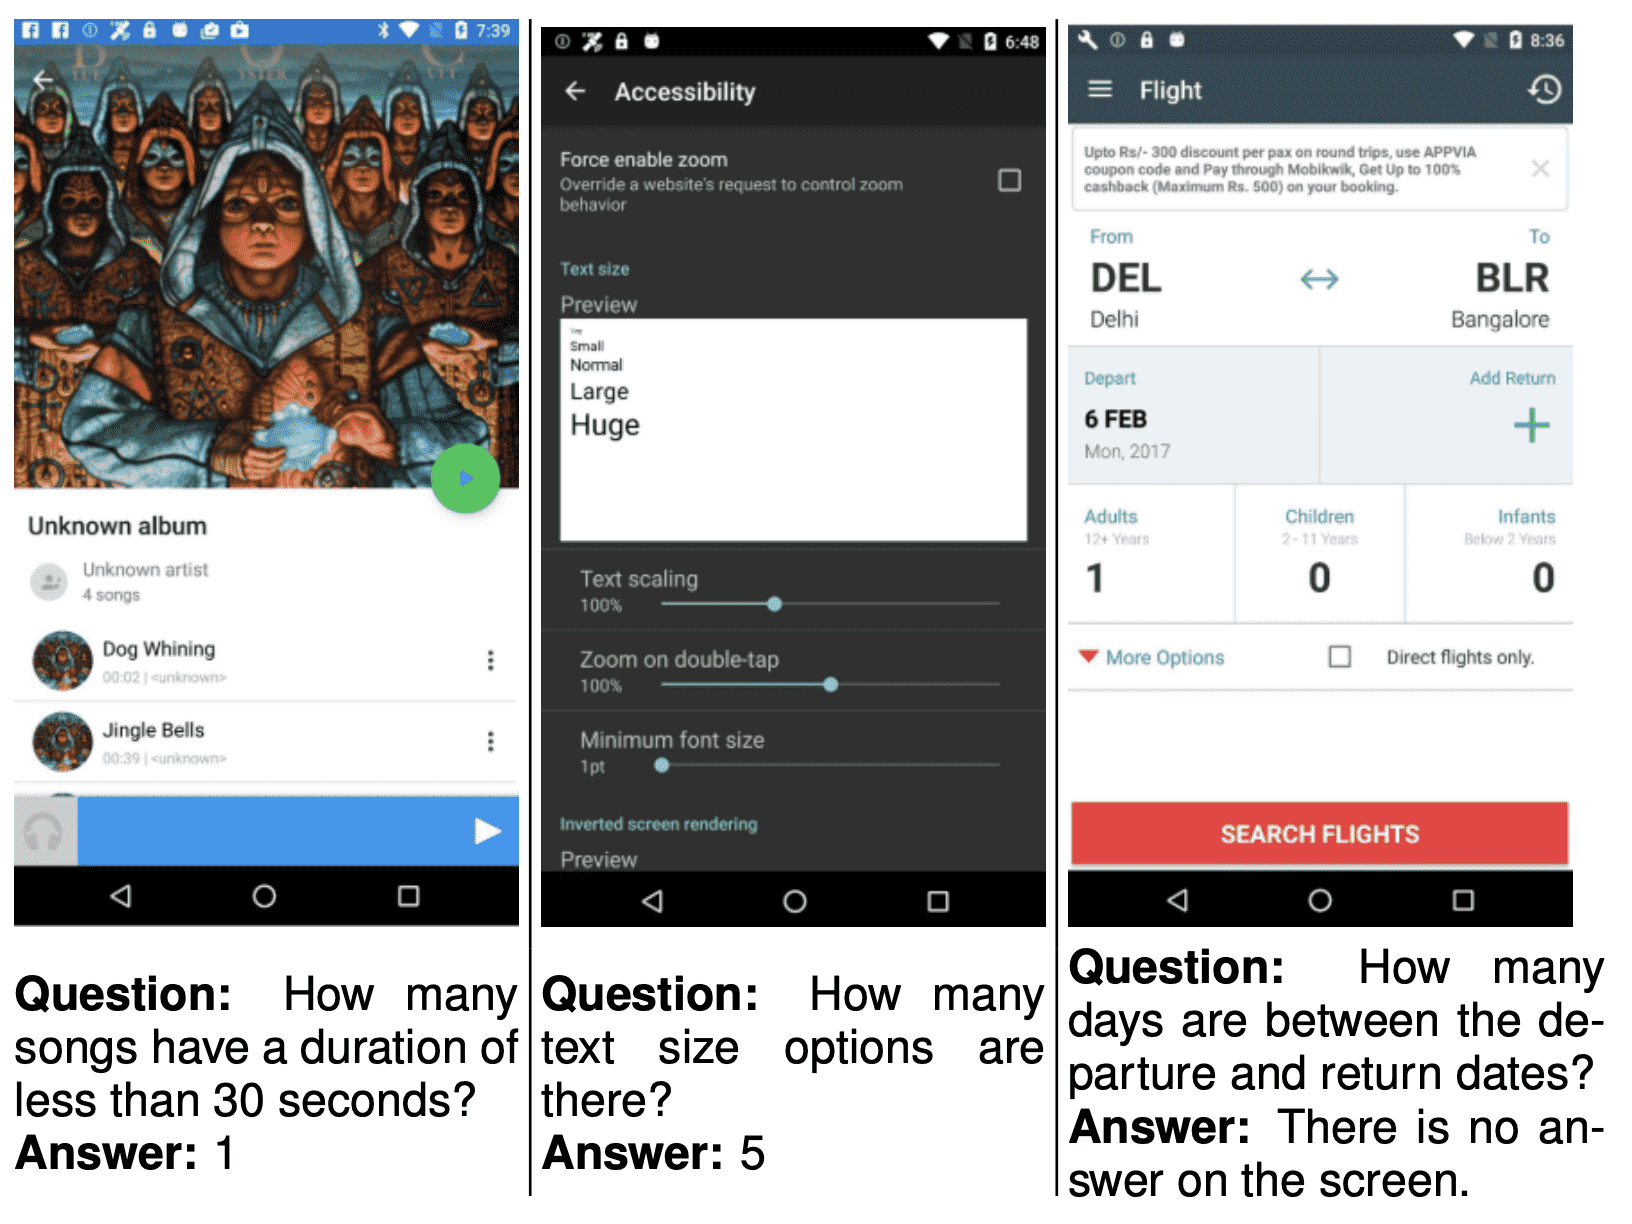 7:39
BLUE ÖYSTER CULT
Unknown album
Unknown artist
4 songs
Dog Whining
00:02 | <unknown>
Jingle Bells
00:39 | <unknown>
Question: How many
songs have a duration of
less than 30 seconds?
Answer: 1
6:48
Accessibility
Force enable zoom
Override a website's request to control zoom
behavior
Text size
Preview
Tiny
Small
Normal
Large
Huge
Text scaling
100%
Zoom on double-tap
100%
Minimum font size
1pt
Inverted screen rendering
Preview
Question: How many
text size options are
there?
Answer: 5
8:36
Flight
Upto Rs/- 300 discount per pax on round trips, use APPVIA
coupon code and Pay through Mobikwik, Get Up to 100%
cashback (Maximum Rs. 500) on your booking.
From To
DEL BLR
Delhi Bangalore
Depart Add Return
6 FEB
Mon, 2017
Adults Children Infants
12+ Years 2 - 11 Years Below 2 Years
1 0 0
More Options Direct flights only.
SEARCH FLIGHTS
Question: How many
days are between the de-
parture and return dates?
Answer: There is no an-
swer on the screen.